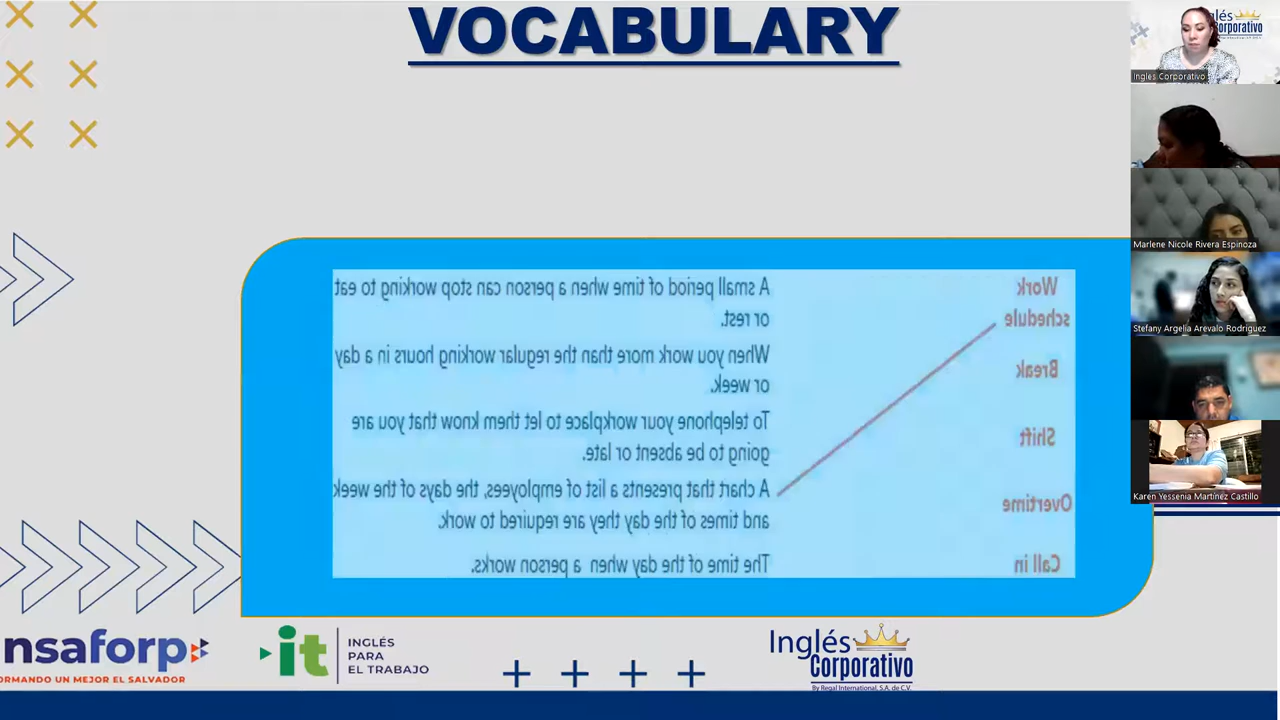 VOCABULARY
Work
schedule
Break
Shift
Overtime
Call in
A small period of time when a person can stop working to eat
or rest.
When you work more than the regular working hours in a day
or week.
To telephone your workplace to let them know that you are
going to be absent or late.
A chart that presents a list of employees, the days of the week
and times of the day they are required to work.
The time of the day when a person works.
Inglés Corporativo
Marlene Nicole Rivera Espinoza
Stefany Argelia Arevalo Rodriguez
Karen Yessenia Martínez Castillo
nsaforp
ORMANDO UN MEJOR EL SALVADOR
it
INGLÉS
PARA
EL TRABAJO
Inglés
Corporativo
By Regal International, S.A. de C.V.